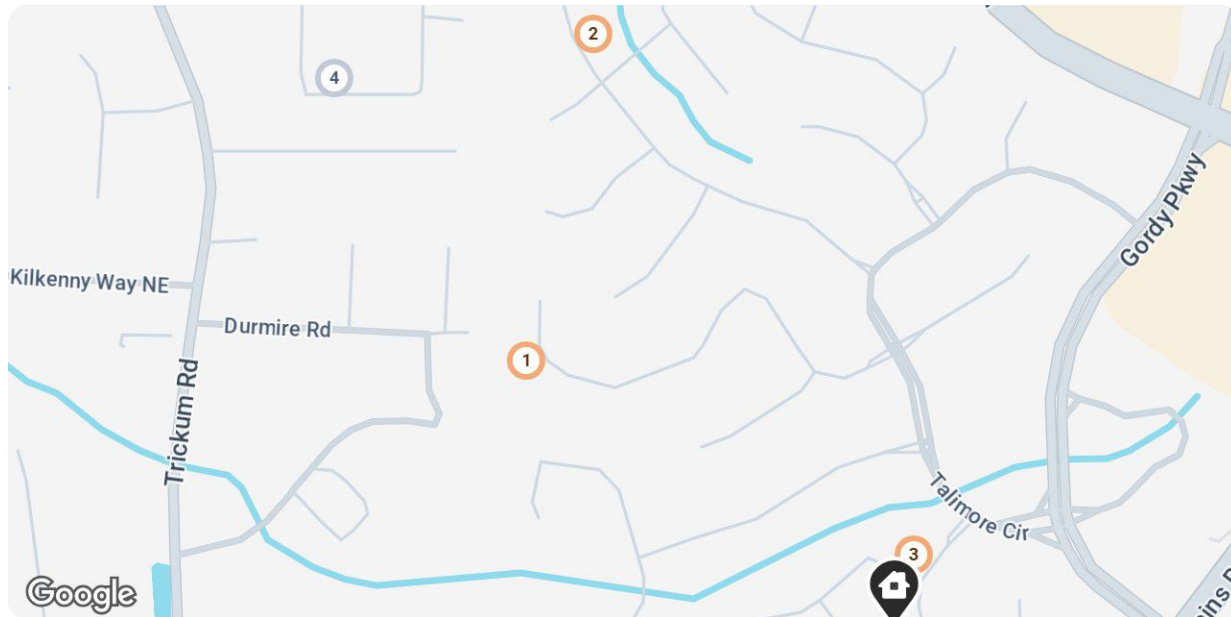 2
4
Gordy Pkwy
Kilkenny Way NE
Durmire Rd
1
Trickum Rd
Talimore Cir
3
Google